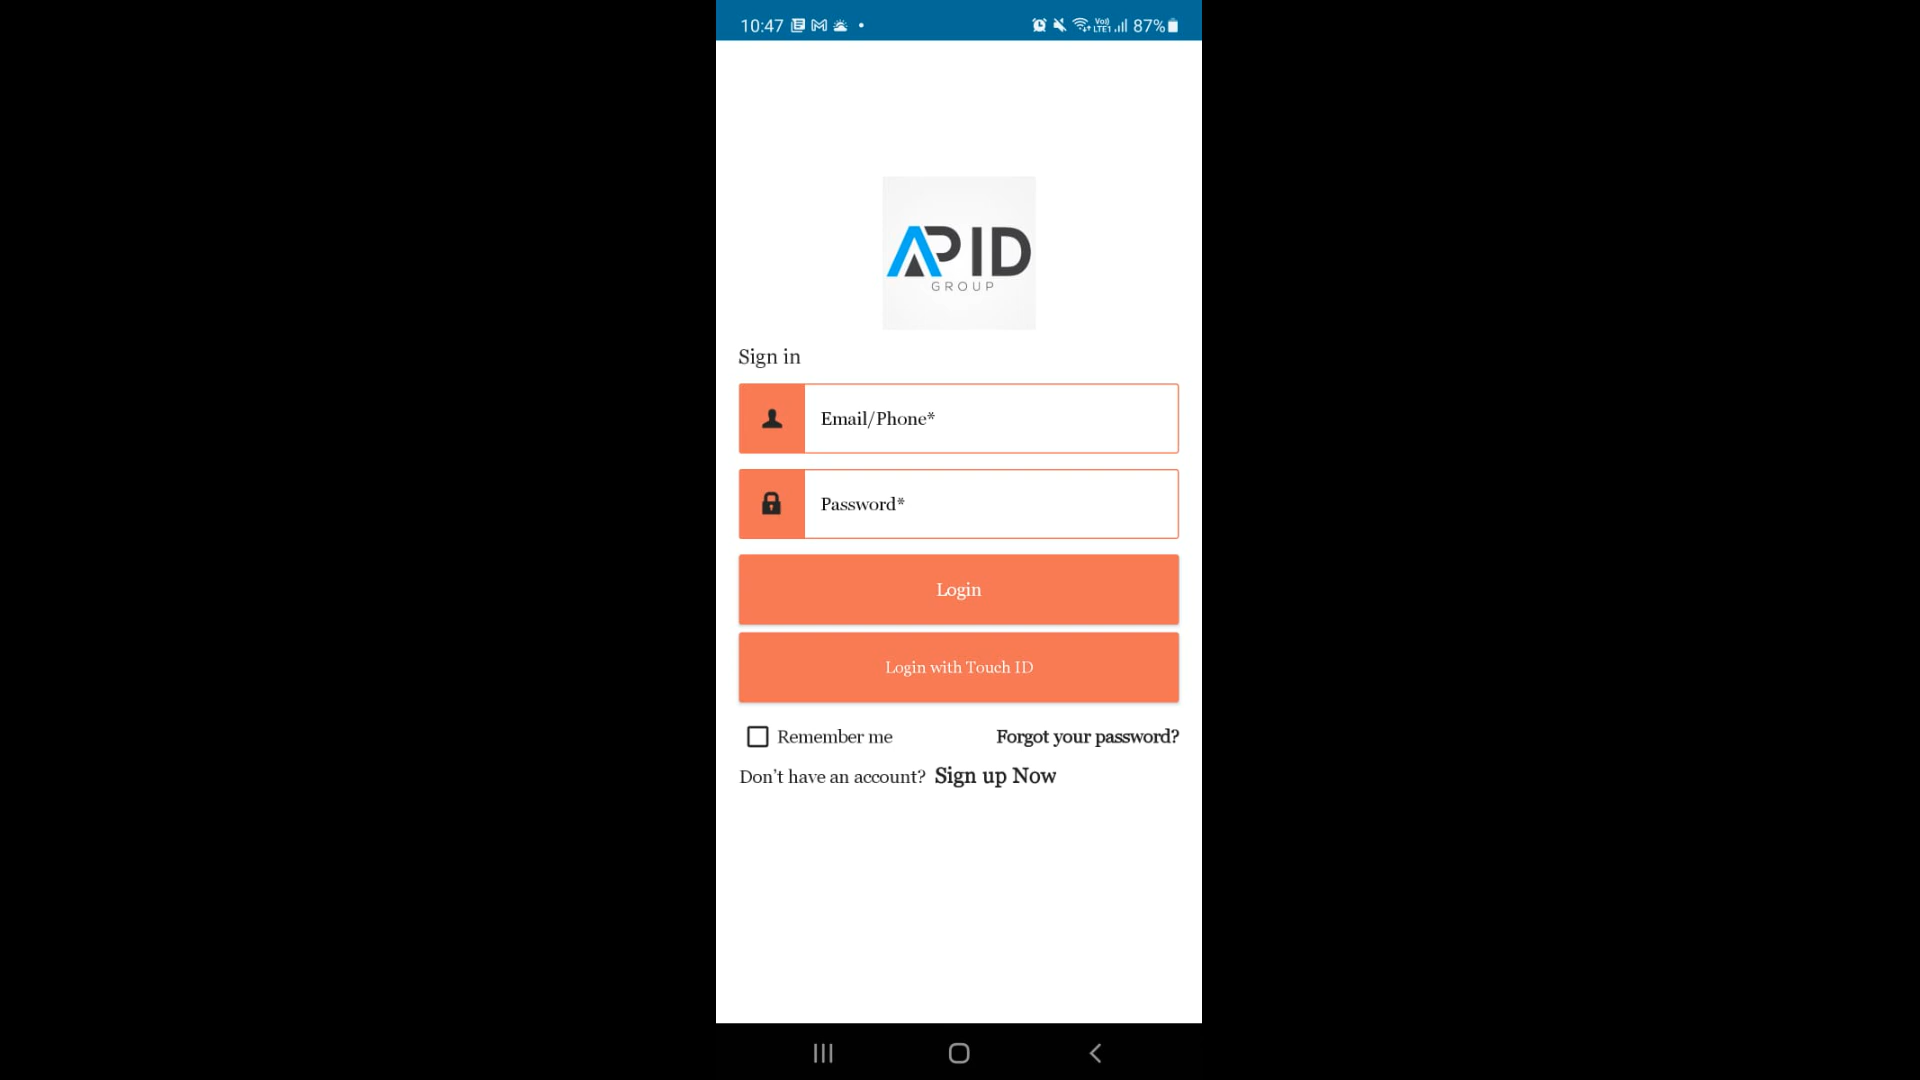 10:47 87%
APID
GROUP
Sign in
Email/Phone*
Password*
Login
Login with Touch ID
Remember me Forgot your password?
Don't have an account? Sign up Now